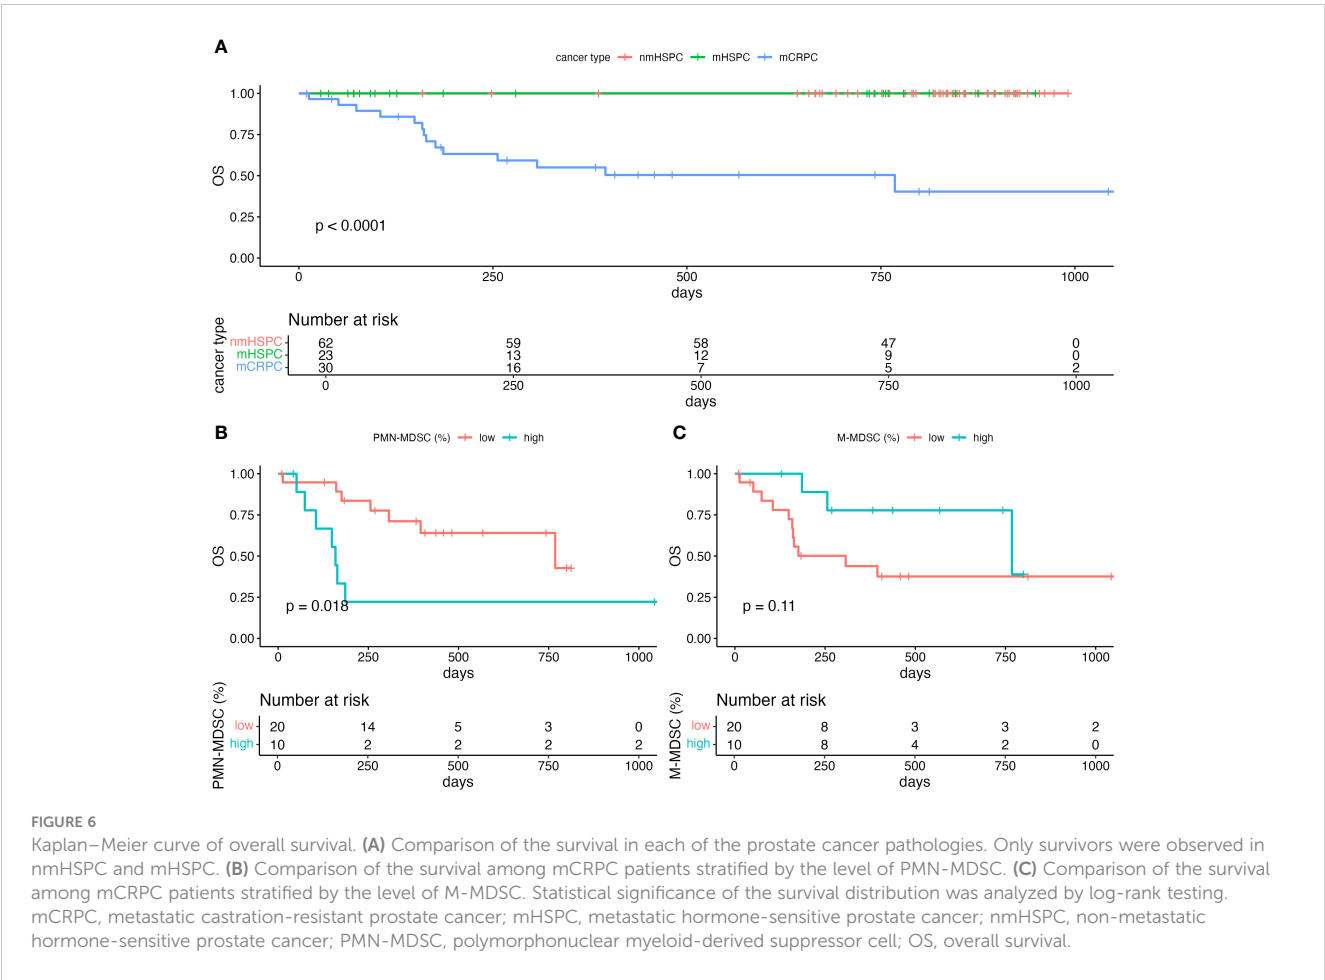 A
cancer type nmHSPC mHSPC mCRPC
1.00
0.75
0.50
0.25
0.00
OS
p < 0.0001
0 250 500 750 1000
days
Number at risk
cancer type
nmHSPC 62 59 58 47 0
mHSPC 23 13 12 9 0
mCRPC 30 16 7 5 2
0 250 500 750 1000
days
B
PMN-MDSC (%) low high
1.00
0.75
0.50
0.25
0.00
OS
p = 0.018
0 250 500 750 1000
days
Number at risk
PMN-MDSC (%)
low 20 14 5 3 0
high 10 2 2 2 2
0 250 500 750 1000
days
C
M-MDSC (%) low high
1.00
0.75
0.50
0.25
0.00
OS
p = 0.11
0 250 500 750 1000
days
Number at risk
M-MDSC (%)
low 20 8 3 3 2
high 10 8 4 2 0
0 250 500 750 1000
days
FIGURE 6
Kaplan–Meier curve of overall survival. (A) Comparison of the survival in each of the prostate cancer pathologies. Only survivors were observed in
nmHSPC and mHSPC. (B) Comparison of the survival among mCRPC patients stratified by the level of PMN-MDSC. (C) Comparison of the survival
among mCRPC patients stratified by the level of M-MDSC. Statistical significance of the survival distribution was analyzed by log-rank testing.
mCRPC, metastatic castration-resistant prostate cancer; mHSPC, metastatic hormone-sensitive prostate cancer; nmHSPC, non-metastatic
hormone-sensitive prostate cancer; PMN-MDSC, polymorphonuclear myeloid-derived suppressor cell; OS, overall survival.